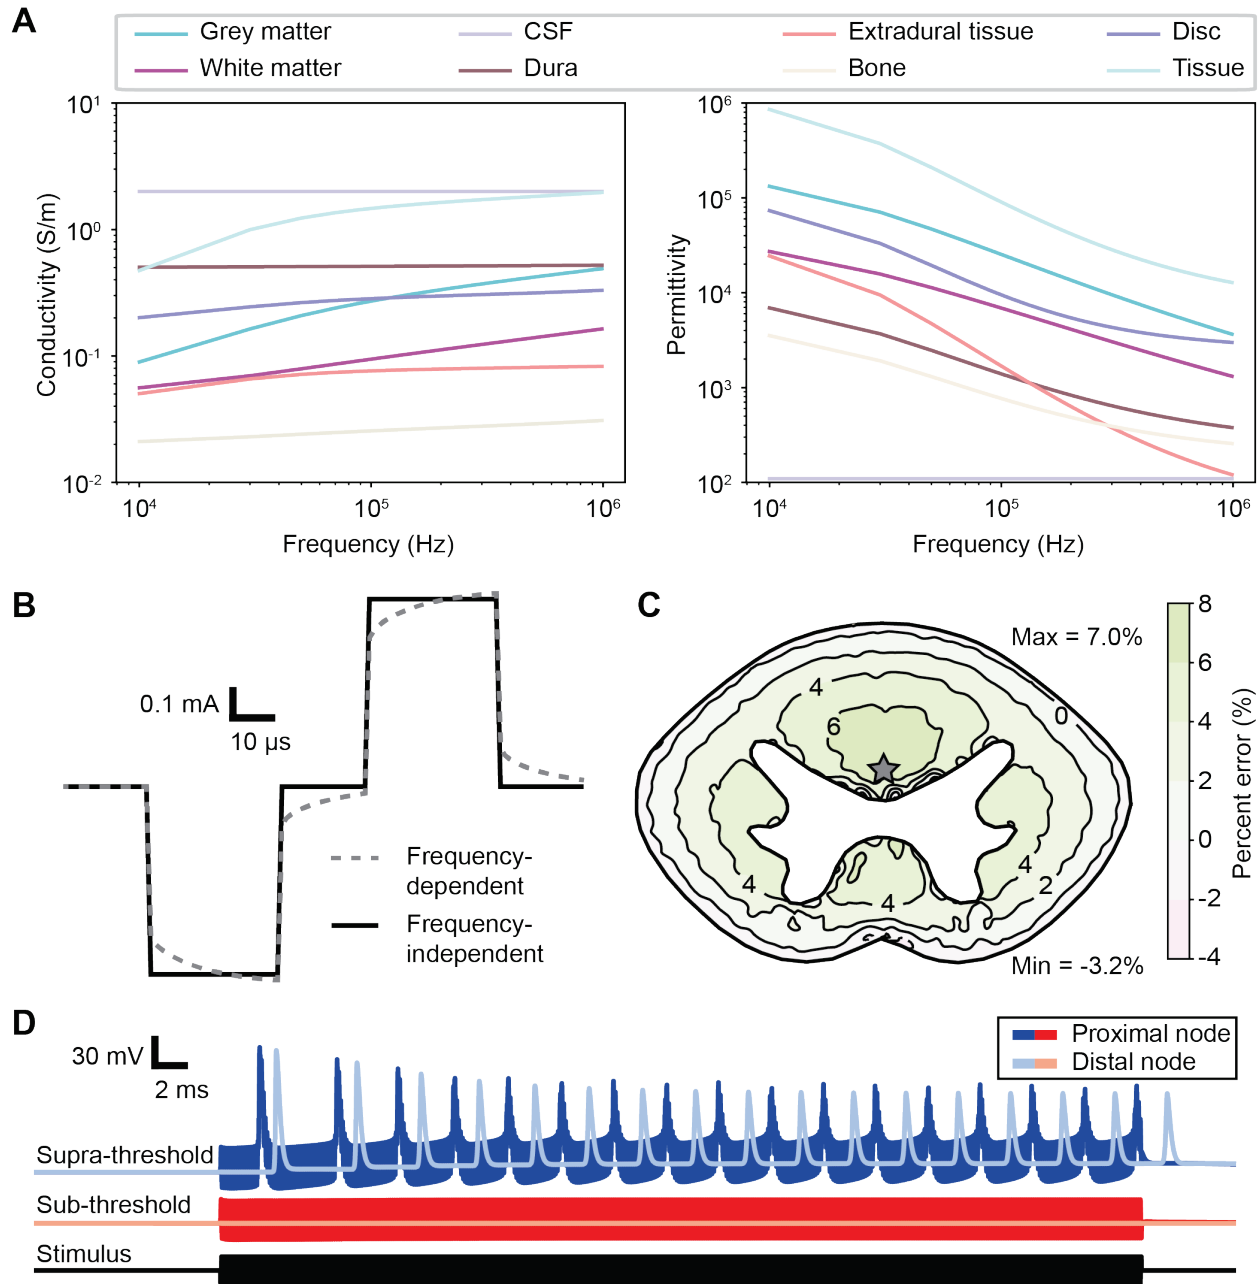 A
Grey matter CSF Extradural tissue Disc
White matter Dura Bone Tissue
10¹
10⁰
10⁻¹
10⁻²
Conductivity (S/m)
10⁴ 10⁵ 10⁶
Frequency (Hz)
10⁶
10⁵
10⁴
10³
10²
Permittivity
10⁴ 10⁵ 10⁶
Frequency (Hz)
B
0.1 mA
10 µs
Frequency-
dependent
Frequency-
independent
C
Max = 7.0%
4
6
0
4
2
4
4
Min = -3.2%
8
6
4
2
0
-2
-4
Percent error (%)
D
30 mV
2 ms
Proximal node
Distal node
Supra-threshold
Sub-threshold
Stimulus